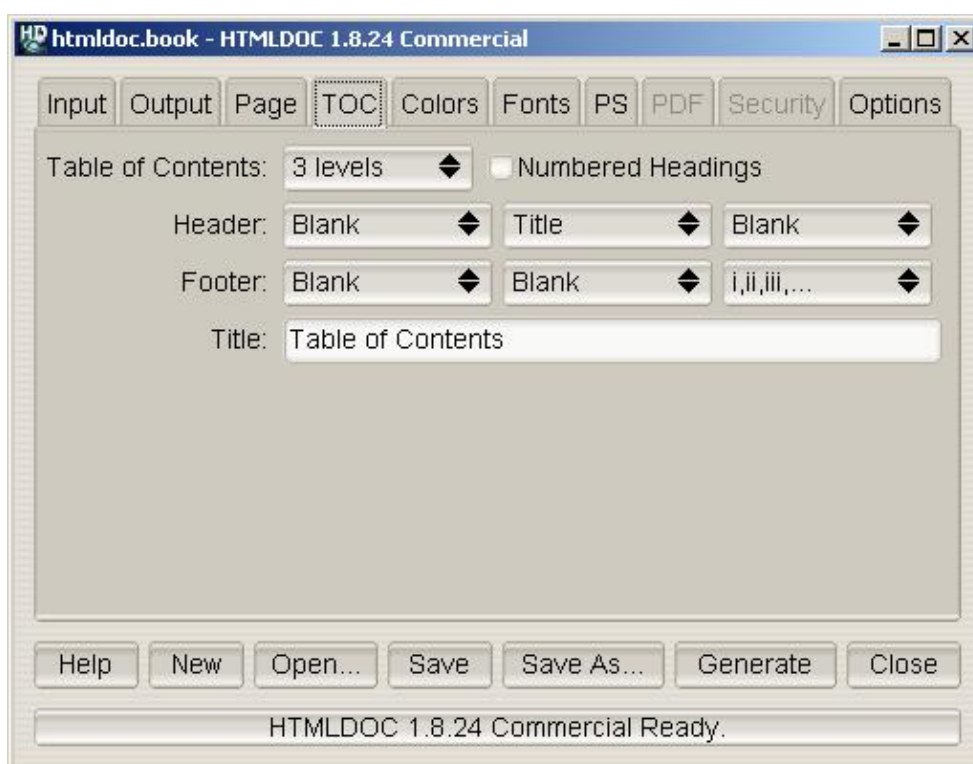 HD htmldoc.book - HTMLDOC 1.8.24 Commercial
Input Output Page TOC Colors Fonts PS PDF Security Options
Table of Contents: 3 levels Numbered Headings
Header: Blank Title Blank
Footer: Blank Blank i,ii,iii,...
Title: Table of Contents
Help New Open... Save Save As... Generate Close
HTMLDOC 1.8.24 Commercial Ready.